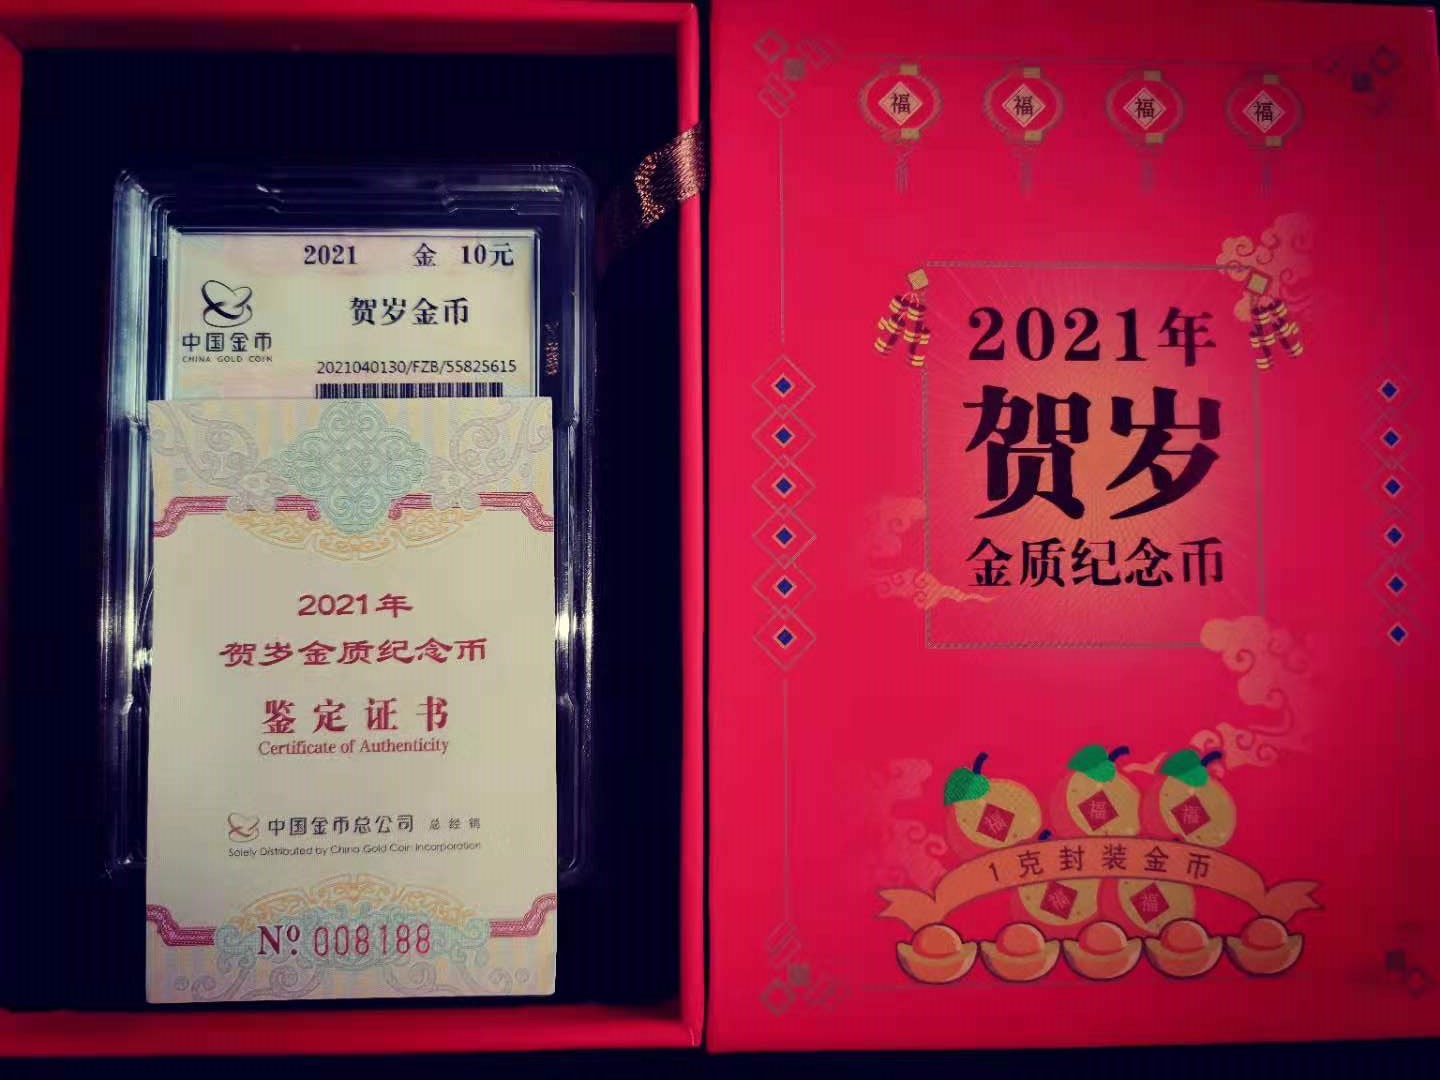 2021 金 10元
中国金币
CHINA GOLD COIN
贺岁金币
2021040130/FZB/55825615
2021年
贺岁金质纪念币
鉴定证书
Certificate of Authenticity
中国金币总公司 总经销
Solely Distributed by China Gold Coin Incorporation
Nº 008188
福 福 福 福
2021年
贺岁
金质纪念币
福 福 福
1克封装金币
福 福